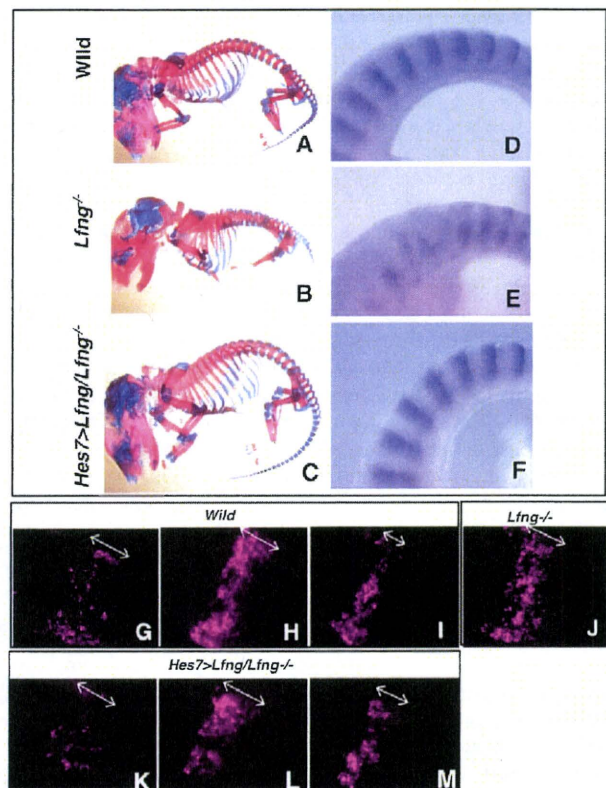 Wild
A
D
Lfng-/-
B
E
Hes7>Lfng/Lfng-/-
C
F
Wild
Lfng-/-
G
H
I
J
Hes7>Lfng/Lfng-/-
K
L
M